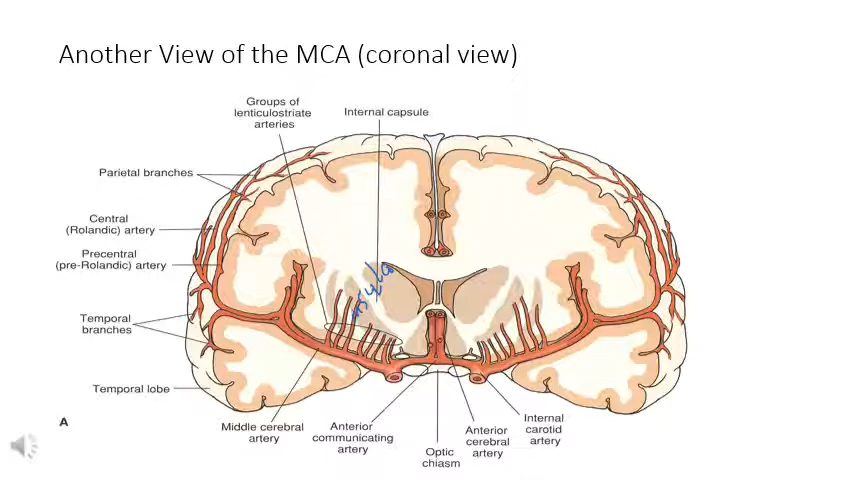 Another View of the MCA (coronal view)
Groups of
lenticulostriate
arteries
Internal capsule
Parietal branches
Central
(Rolandic) artery
Precentral
(pre-Rolandic) artery
Temporal
branches
Temporal lobe
A
Middle cerebral
artery
Anterior
communicating
artery
Optic
chiasm
Anterior
cerebral
artery
Internal
carotid
artery